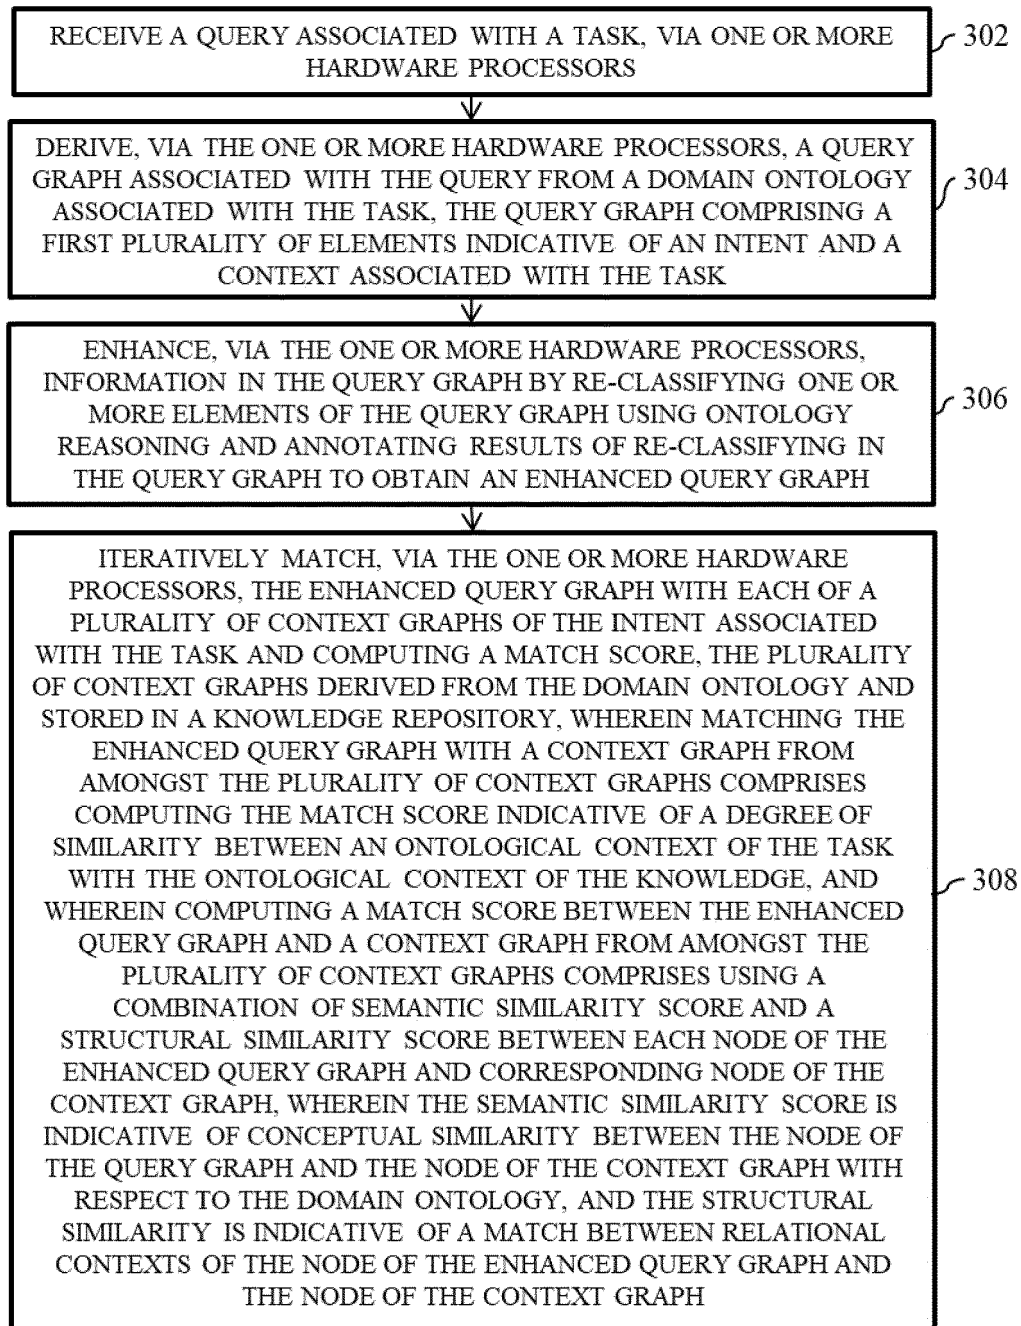 RECEIVE A QUERY ASSOCIATED WITH A TASK, VIA ONE OR MORE
HARDWARE PROCESSORS
302
DERIVE, VIA THE ONE OR MORE HARDWARE PROCESSORS, A QUERY
GRAPH ASSOCIATED WITH THE QUERY FROM A DOMAIN ONTOLOGY
ASSOCIATED WITH THE TASK, THE QUERY GRAPH COMPRISING A
FIRST PLURALITY OF ELEMENTS INDICATIVE OF AN INTENT AND A
CONTEXT ASSOCIATED WITH THE TASK
304
ENHANCE, VIA THE ONE OR MORE HARDWARE PROCESSORS,
INFORMATION IN THE QUERY GRAPH BY RE-CLASSIFYING ONE OR
MORE ELEMENTS OF THE QUERY GRAPH USING ONTOLOGY
REASONING AND ANNOTATING RESULTS OF RE-CLASSIFYING IN
THE QUERY GRAPH TO OBTAIN AN ENHANCED QUERY GRAPH
306
ITERATIVELY MATCH, VIA THE ONE OR MORE HARDWARE
PROCESSORS, THE ENHANCED QUERY GRAPH WITH EACH OF A
PLURALITY OF CONTEXT GRAPHS OF THE INTENT ASSOCIATED
WITH THE TASK AND COMPUTING A MATCH SCORE, THE PLURALITY
OF CONTEXT GRAPHS DERIVED FROM THE DOMAIN ONTOLOGY AND
STORED IN A KNOWLEDGE REPOSITORY, WHEREIN MATCHING THE
ENHANCED QUERY GRAPH WITH A CONTEXT GRAPH FROM
AMONGST THE PLURALITY OF CONTEXT GRAPHS COMPRISES
COMPUTING THE MATCH SCORE INDICATIVE OF A DEGREE OF
SIMILARITY BETWEEN AN ONTOLOGICAL CONTEXT OF THE TASK
WITH THE ONTOLOGICAL CONTEXT OF THE KNOWLEDGE, AND
WHEREIN COMPUTING A MATCH SCORE BETWEEN THE ENHANCED
QUERY GRAPH AND A CONTEXT GRAPH FROM AMONGST THE
PLURALITY OF CONTEXT GRAPHS COMPRISES USING A
COMBINATION OF SEMANTIC SIMILARITY SCORE AND A
STRUCTURAL SIMILARITY SCORE BETWEEN EACH NODE OF THE
ENHANCED QUERY GRAPH AND CORRESPONDING NODE OF THE
CONTEXT GRAPH, WHEREIN THE SEMANTIC SIMILARITY SCORE IS
INDICATIVE OF CONCEPTUAL SIMILARITY BETWEEN THE NODE OF
THE QUERY GRAPH AND THE NODE OF THE CONTEXT GRAPH WITH
RESPECT TO THE DOMAIN ONTOLOGY, AND THE STRUCTURAL
SIMILARITY IS INDICATIVE OF A MATCH BETWEEN RELATIONAL
CONTEXTS OF THE NODE OF THE ENHANCED QUERY GRAPH AND
THE NODE OF THE CONTEXT GRAPH
308